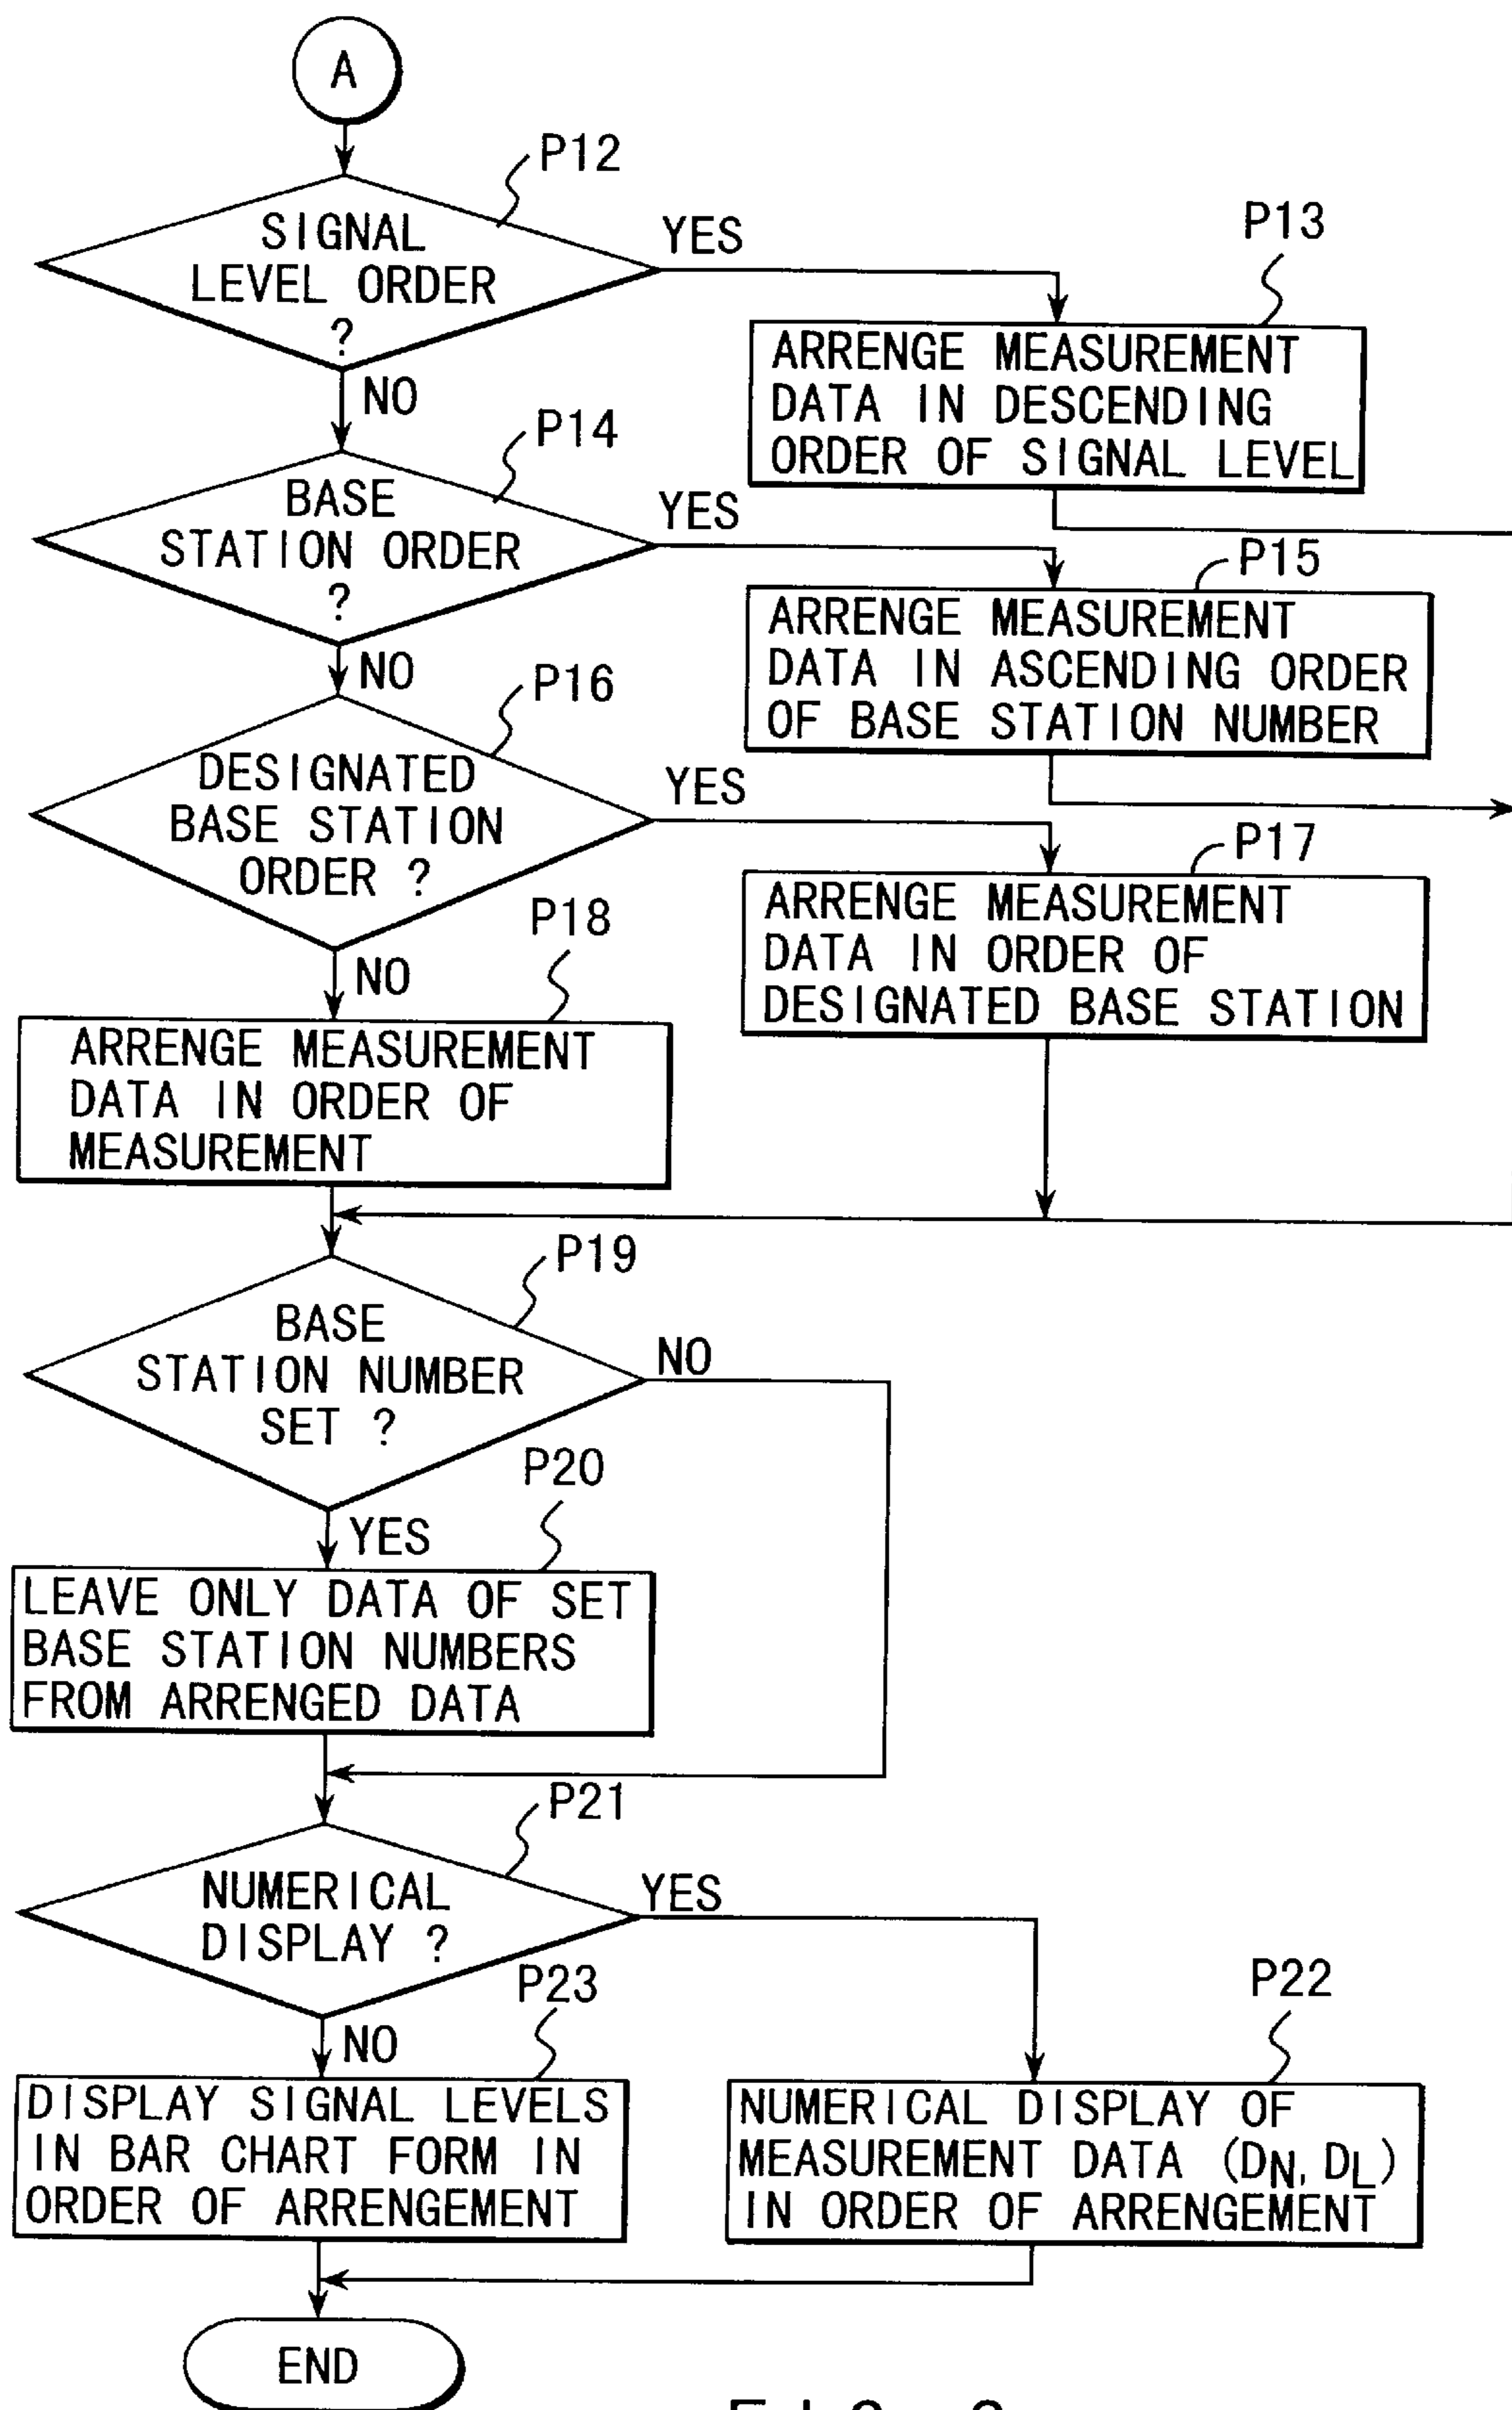 A
P12
SIGNAL
LEVEL ORDER
?
YES
NO
P13
ARRENGE MEASUREMENT
DATA IN DESCENDING
ORDER OF SIGNAL LEVEL
P14
BASE
STATION ORDER
?
YES
NO
P15
ARRENGE MEASUREMENT
DATA IN ASCENDING ORDER
OF BASE STATION NUMBER
P16
DESIGNATED
BASE STATION
ORDER ?
YES
NO
P17
ARRENGE MEASUREMENT
DATA IN ORDER OF
DESIGNATED BASE STATION
P18
ARRENGE MEASUREMENT
DATA IN ORDER OF
MEASUREMENT
P19
BASE
STATION NUMBER
SET ?
NO
YES
P20
LEAVE ONLY DATA OF SET
BASE STATION NUMBERS
FROM ARRENGED DATA
P21
NUMERICAL
DISPLAY ?
YES
NO
P22
NUMERICAL DISPLAY OF
MEASUREMENT DATA (DN, DL)
IN ORDER OF ARRENGEMENT
P23
DISPLAY SIGNAL LEVELS
IN BAR CHART FORM IN
ORDER OF ARRENGEMENT
END